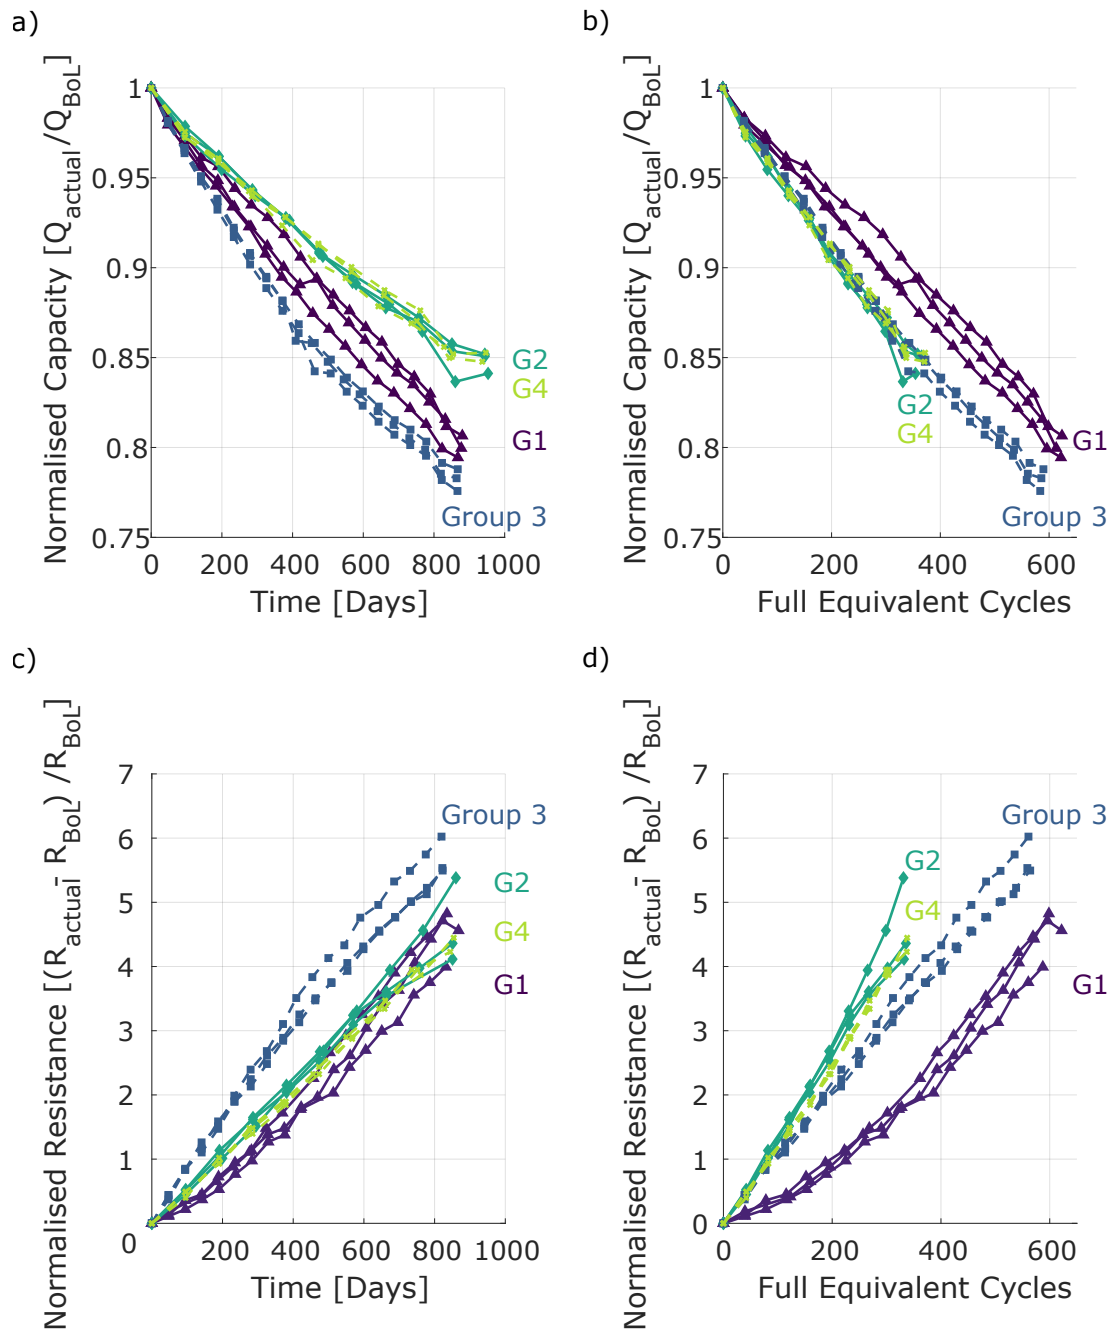 a)
b)
Normalised Capacity [Q_actual/Q_BoL]
1
0.95
0.9
0.85
0.8
0.75
G2
G4
G1
Group 3
0 200 400 600 800 1000
Time [Days]
Normalised Capacity [Q_actual/Q_BoL]
1
0.95
0.9
0.85
0.8
0.75
G2
G4
G1
Group 3
0 200 400 600
Full Equivalent Cycles
c)
d)
Normalised Resistance [(R_actual- R_BoL) /R_BoL]
7
6
5
4
3
2
1
0
Group 3
G2
G4
G1
0 200 400 600 800 1000
Time [Days]
Normalised Resistance [(R_actual- R_BoL) /R_BoL]
7
6
5
4
3
2
1
0
Group 3
G2
G4
G1
0 200 400 600
Full Equivalent Cycles